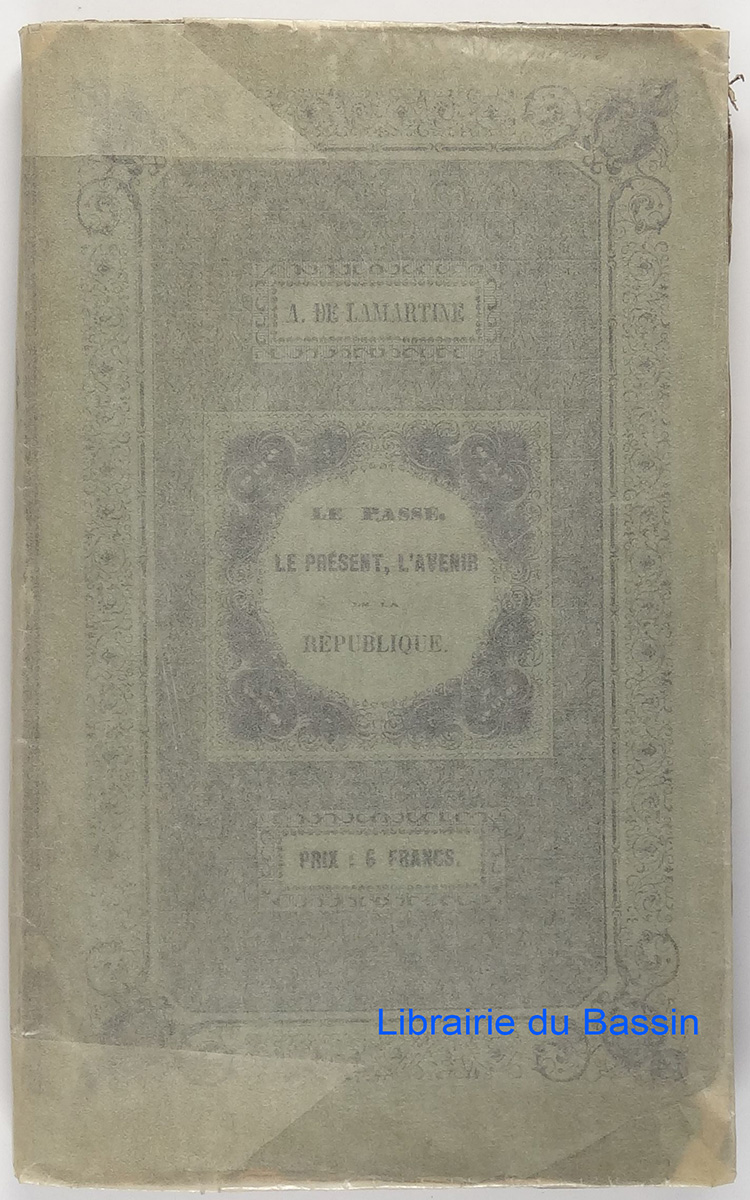 A. DE LAMARTINE
LE PASSÉ,
LE PRÉSENT, L'AVENIR
DE LA
RÉPUBLIQUE.
PRIX : 6 FRANCS.
Librairie du Bassin